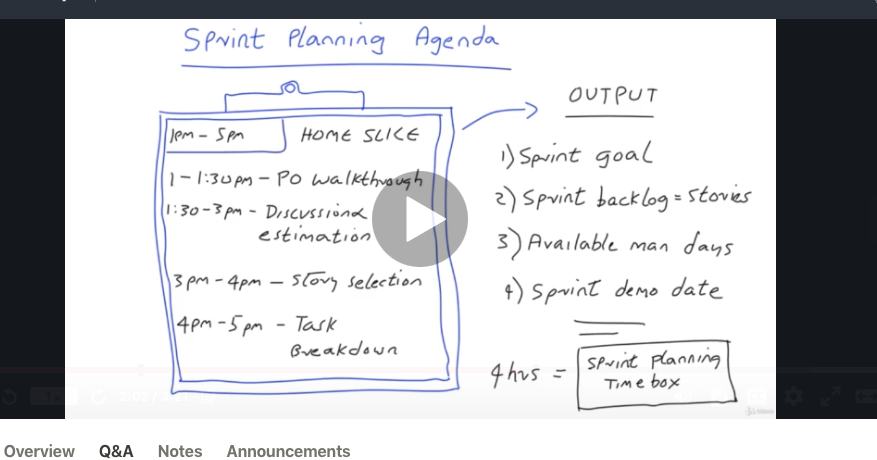 Sprint Planning Agenda
1pm - 5pm HOME SLICE
1 - 1:30pm - PO walkthrough
1:30 - 3pm - Discussion &
estimation
3pm - 4pm - Story selection
4pm - 5pm - Task
Breakdown
OUTPUT
1) Sprint goal
2) Sprint backlog = stories
3) Available man days
4) Sprint demo date
4 hrs = Sprint Planning
Time box
Overview Q&A Notes Announcements